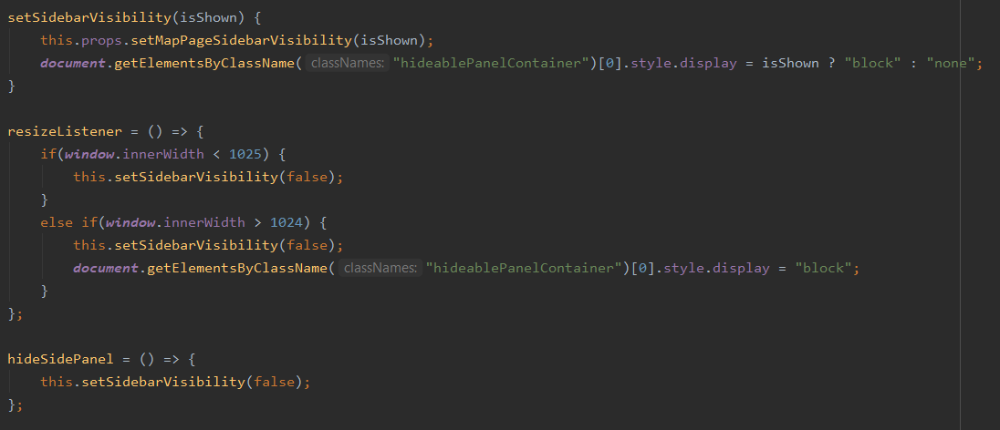 setSidebarVisibility(isShown) {
this.props.setMapPageSidebarVisibility(isShown);
document.getElementsByClassName( classNames: "hideablePanelContainer")[0].style.display = isShown ? "block" : "none";
}
resizeListener = () => {
if(window.innerWidth < 1025) {
this.setSidebarVisibility(false);
}
else if(window.innerWidth > 1024) {
this.setSidebarVisibility(false);
document.getElementsByClassName( classNames: "hideablePanelContainer")[0].style.display = "block";
}
};
hideSidePanel = () => {
this.setSidebarVisibility(false);
};